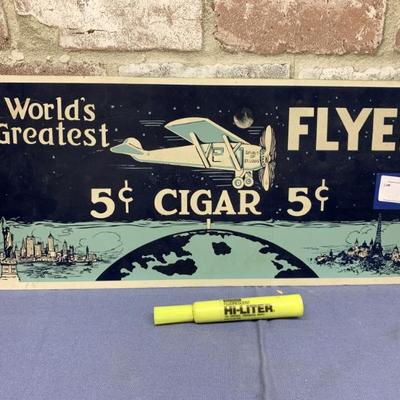 World's
Greatest
FLYE
5¢ CIGAR 5¢
HI-LITER